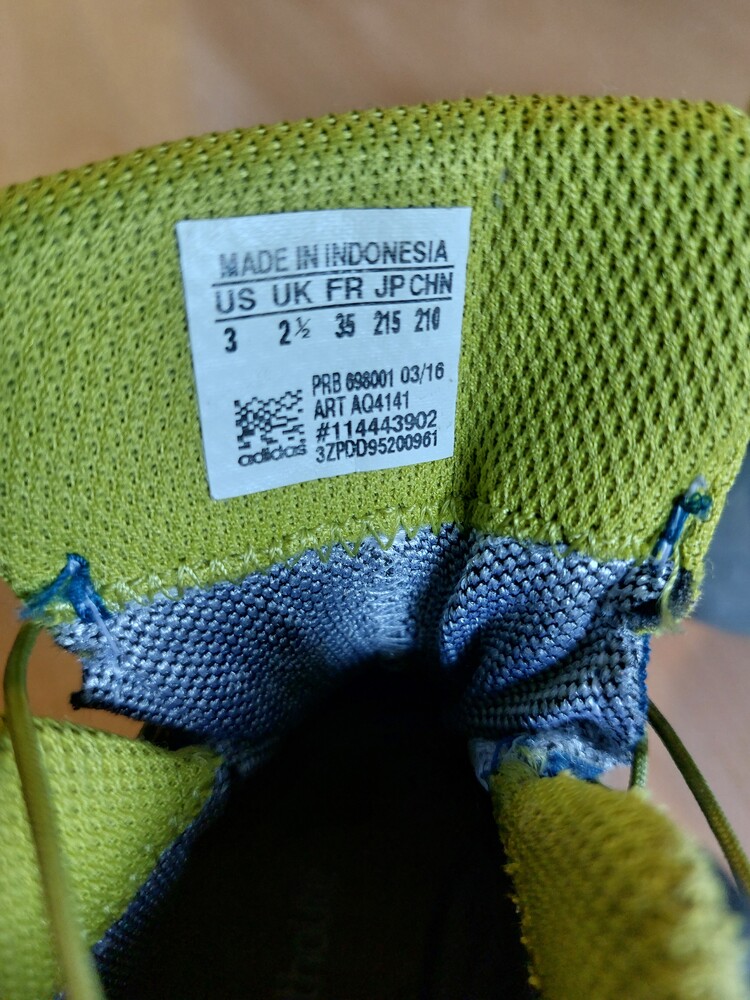 MADE IN INDONESIA
US UK FR JP CHN
3 2½ 35 215 210
PRB 698001 03/16
ART AQ4141
#114443902
adidas 3ZPDD95200961